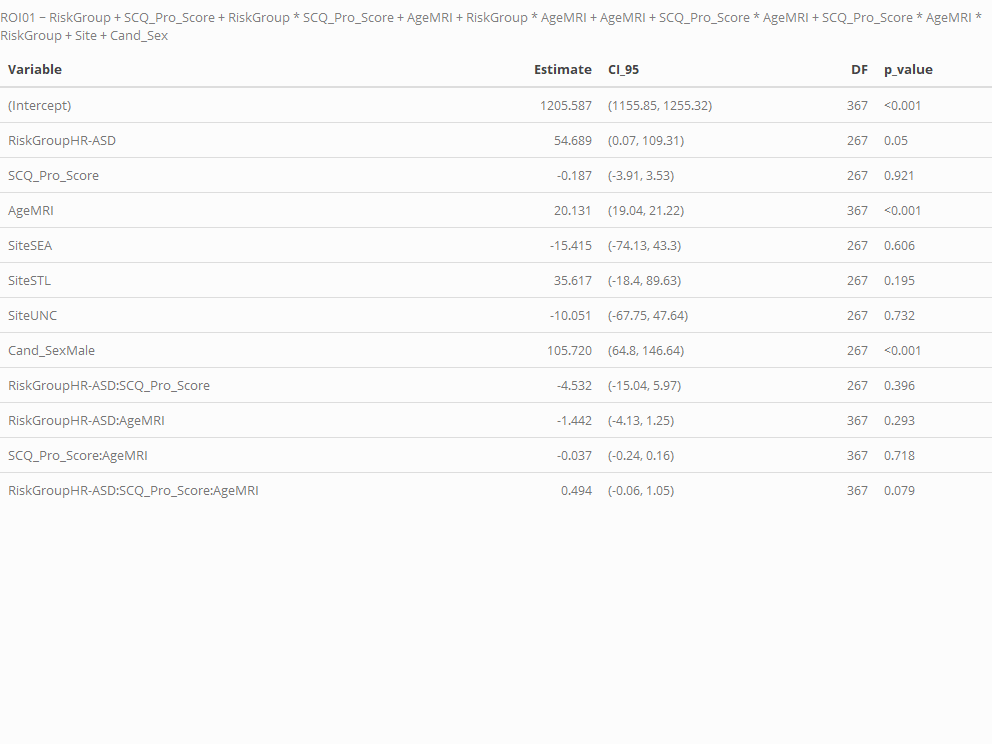 ROI01 ~ RiskGroup + SCQ_Pro_Score + RiskGroup * SCQ_Pro_Score + AgeMRI + RiskGroup * AgeMRI + AgeMRI + SCQ_Pro_Score * AgeMRI + SCQ_Pro_Score * AgeMRI *
RiskGroup + Site + Cand_Sex
Variable Estimate CI_95 DF p_value
(Intercept) 1205.587 (1155.85, 1255.32) 367 <0.001
RiskGroupHR-ASD 54.689 (0.07, 109.31) 267 0.05
SCQ_Pro_Score -0.187 (-3.91, 3.53) 267 0.921
AgeMRI 20.131 (19.04, 21.22) 367 <0.001
SiteSEA -15.415 (-74.13, 43.3) 267 0.606
SiteSTL 35.617 (-18.4, 89.63) 267 0.195
SiteUNC -10.051 (-67.75, 47.64) 267 0.732
Cand_SexMale 105.720 (64.8, 146.64) 267 <0.001
RiskGroupHR-ASD:SCQ_Pro_Score -4.532 (-15.04, 5.97) 267 0.396
RiskGroupHR-ASD:AgeMRI -1.442 (-4.13, 1.25) 367 0.293
SCQ_Pro_Score:AgeMRI -0.037 (-0.24, 0.16) 367 0.718
RiskGroupHR-ASD:SCQ_Pro_Score:AgeMRI 0.494 (-0.06, 1.05) 367 0.079